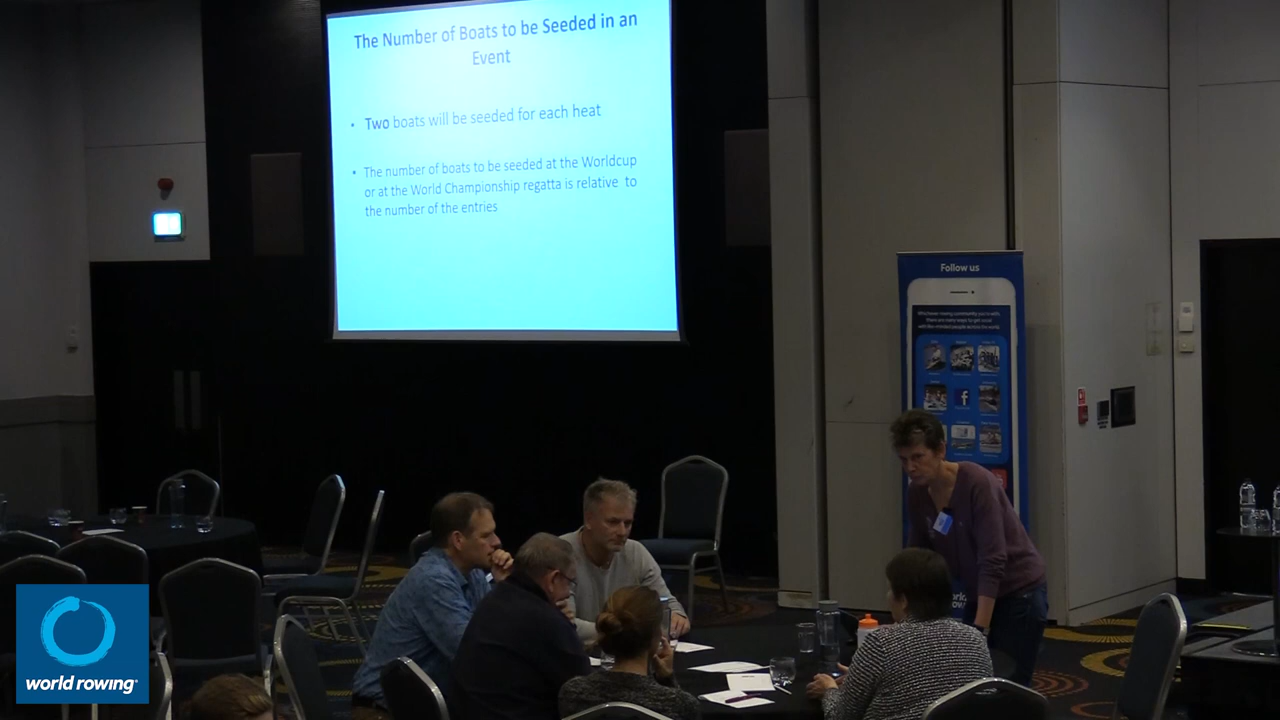 The Number of Boats to be Seeded in an
Event
• Two boats will be seeded for each heat
• The number of boats to be seeded at the Worldcup
or at the World Championship regatta is relative to
the number of the entries
Follow us
world rowing